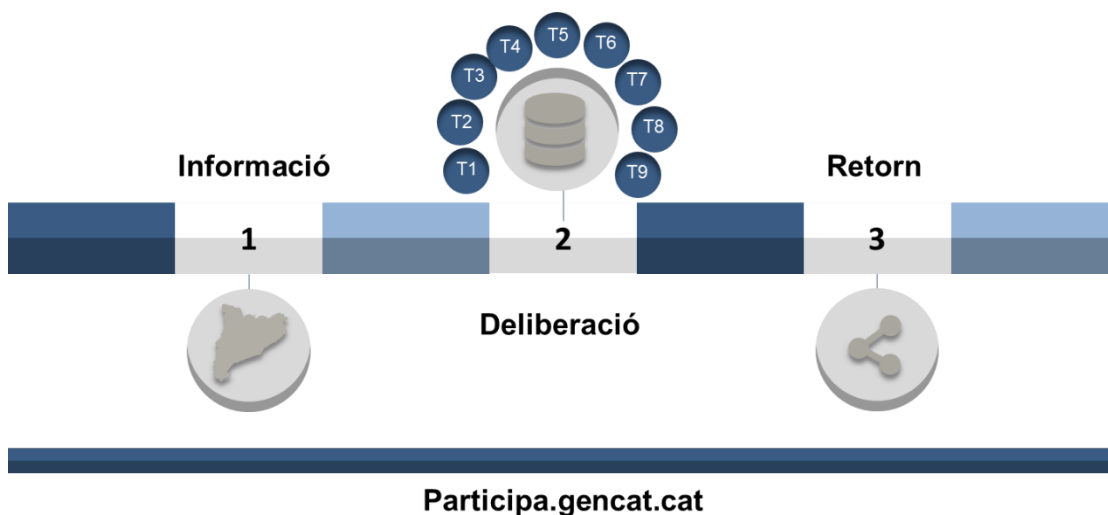 T5
T4
T6
T3
T7
T2
T8
T1
T9
Informació
Retorn
1
2
3
Deliberació
Participa.gencat.cat